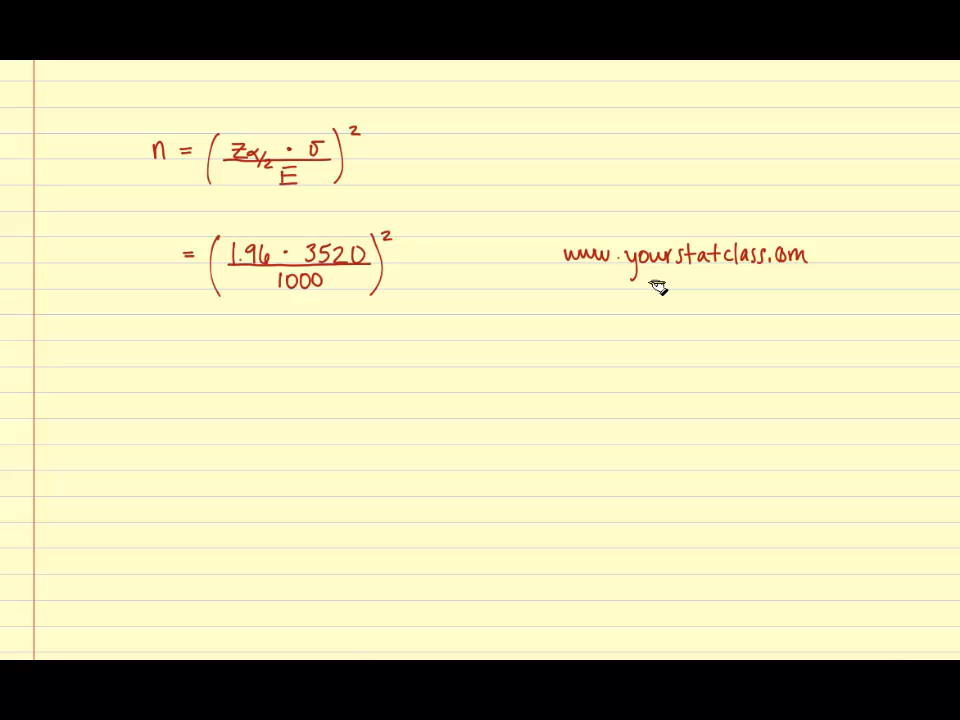 n = ( Zα/2 · σ / E )²
= ( 1.96 · 3520 / 1000 )²
www.yourstatclass.com